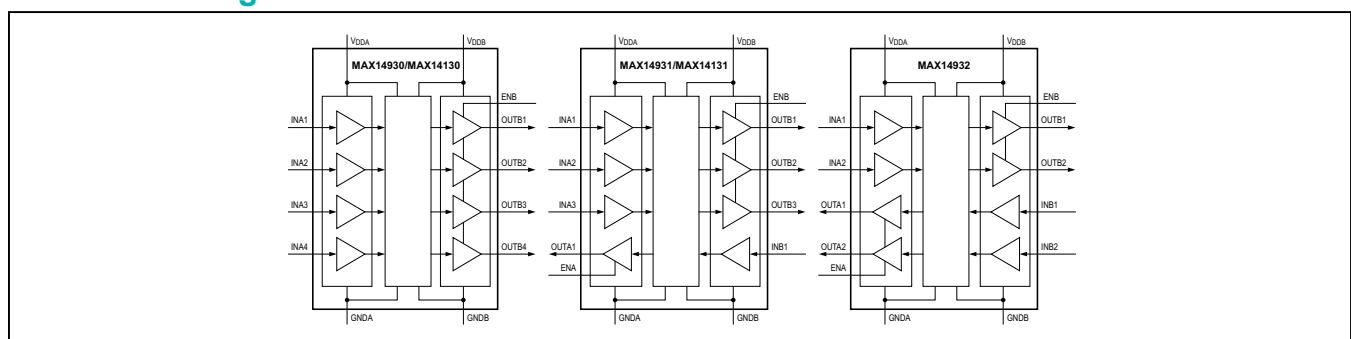 VDDA VDDB
MAX14930/MAX14130
ENB
INA1 OUTB1
INA2 OUTB2
INA3 OUTB3
INA4 OUTB4
GNDA GNDB
VDDA VDDB
MAX14931/MAX14131
ENB
INA1 OUTB1
INA2 OUTB2
INA3 OUTB3
OUTA1 INB1
ENA
GNDA GNDB
VDDA VDDB
MAX14932
ENB
INA1 OUTB1
INA2 OUTB2
OUTA1 INB1
OUTA2 INB2
ENA
GNDA GNDB